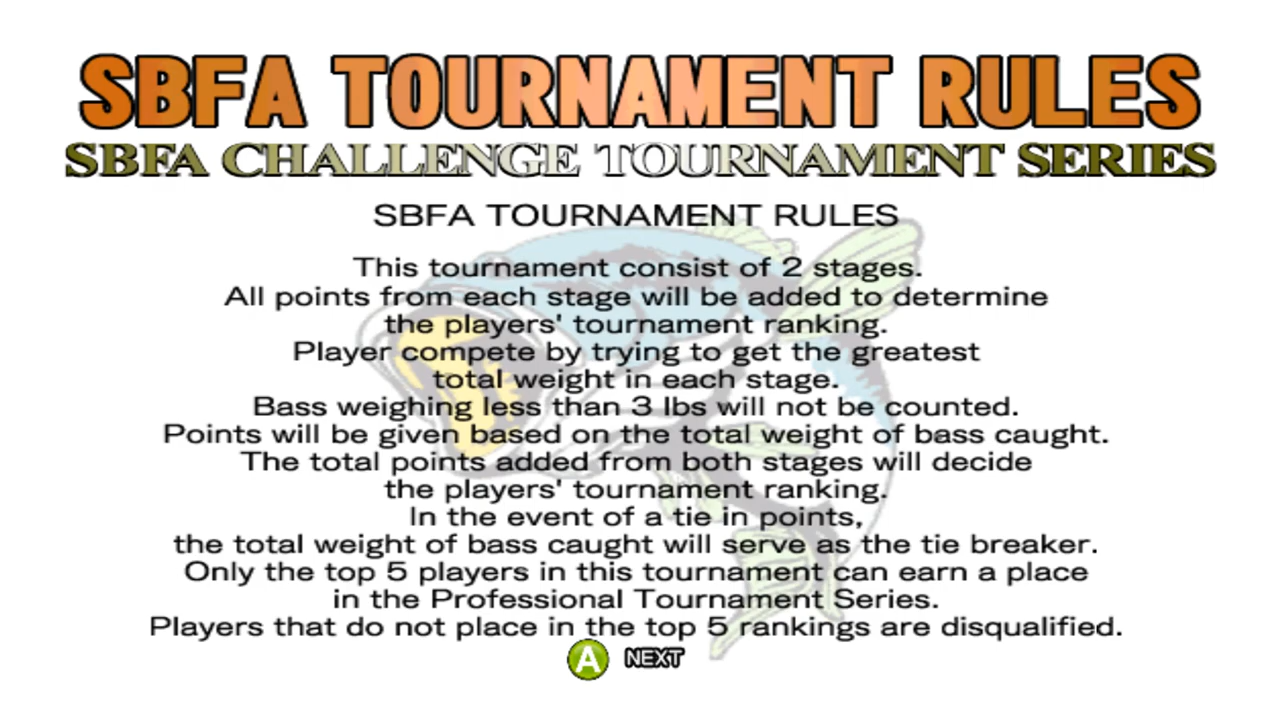 SBFA TOURNAMENT RULES
SBFA CHALLENGE TOURNAMENT SERIES
SBFA TOURNAMENT RULES
This tournament consist of 2 stages.
All points from each stage will be added to determine
the players' tournament ranking.
Player compete by trying to get the greatest
total weight in each stage.
Bass weighing less than 3 lbs will not be counted.
Points will be given based on the total weight of bass caught.
The total points added from both stages will decide
the players' tournament ranking.
In the event of a tie in points,
the total weight of bass caught will serve as the tie breaker.
Only the top 5 players in this tournament can earn a place
in the Professional Tournament Series.
Players that do not place in the top 5 rankings are disqualified.
A NEXT